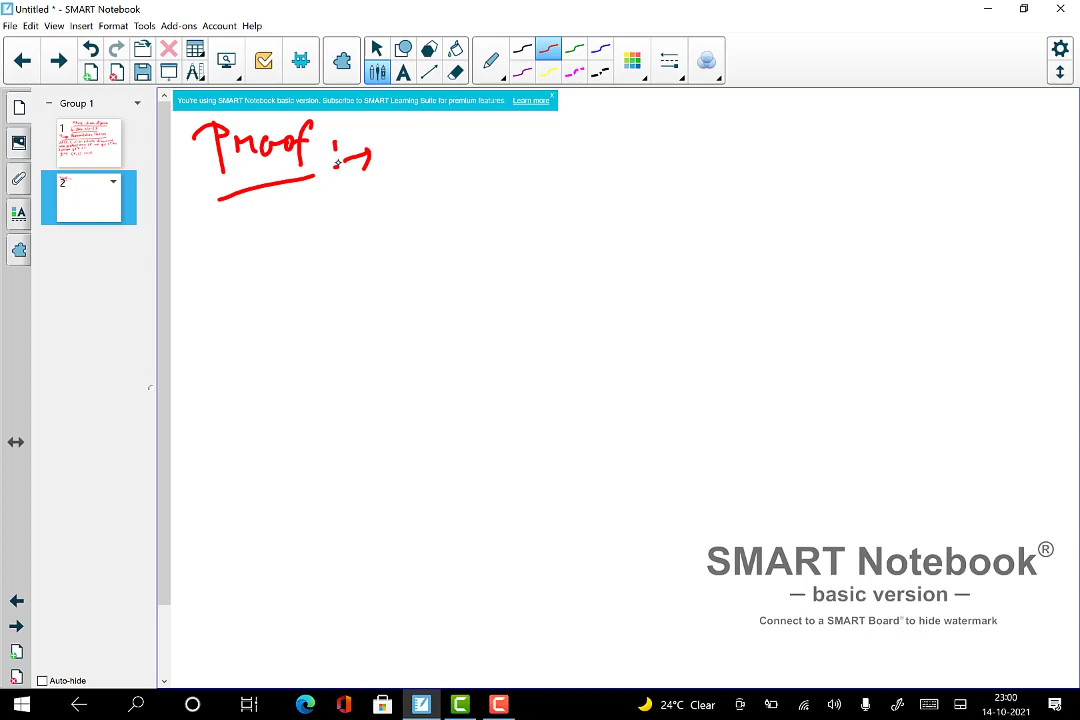 Untitled * - SMART Notebook
File Edit View Insert Format Tools Add-ons Account Help
You're using SMART Notebook basic version. Subscribe to SMART Learning Suite for premium features. Learn more
Group 1
1
2
Proof :→
SMART Notebook®
— basic version —
Connect to a SMART Board® to hide watermark
Auto-hide
24°C Clear
23:00
14-10-2021